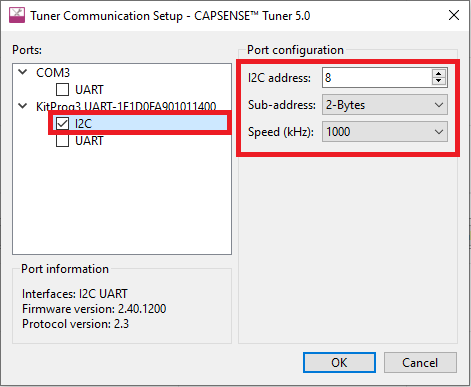 Tuner Communication Setup - CAPSENSE™ Tuner 5.0
Ports:
COM3
UART
KitProg3 UART-1F1D0FA901011400
I2C
UART
Port information
Interfaces: I2C UART
Firmware version: 2.40.1200
Protocol version: 2.3
Port configuration
I2C address: 8
Sub-address: 2-Bytes
Speed (kHz): 1000
OK
Cancel